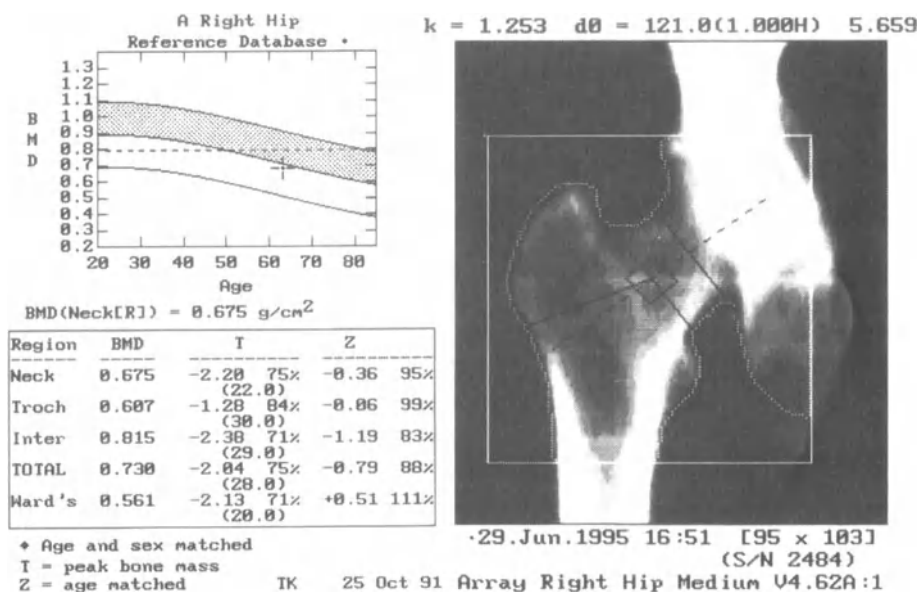 A Right Hip
Reference Database •
k = 1.253 d0 = 121.0(1.000H) 5.659
1.3
1.2
1.1
1.0
0.9
0.8
0.7
0.6
0.5
0.4
0.3
0.2
B
M
D
20 30 40 50 60 70 80
Age
BMD(Neck[R]) = 0.675 g/cm²
Region BMD T Z
Neck 0.675 -2.20 75% -0.36 95%
(22.0)
Troch 0.607 -1.28 84% -0.06 99%
(30.0)
Inter 0.815 -2.38 71% -1.19 83%
(29.0)
TOTAL 0.730 -2.04 75% -0.79 88%
(28.0)
Ward's 0.561 -2.13 71% +0.51 111%
(20.0)
♦ Age and sex matched
T = peak bone mass
Z = age matched TK 25 Oct 91
·29.Jun.1995 16:51 [95 x 103]
(S/N 2484)
Array Right Hip Medium V4.62A:1